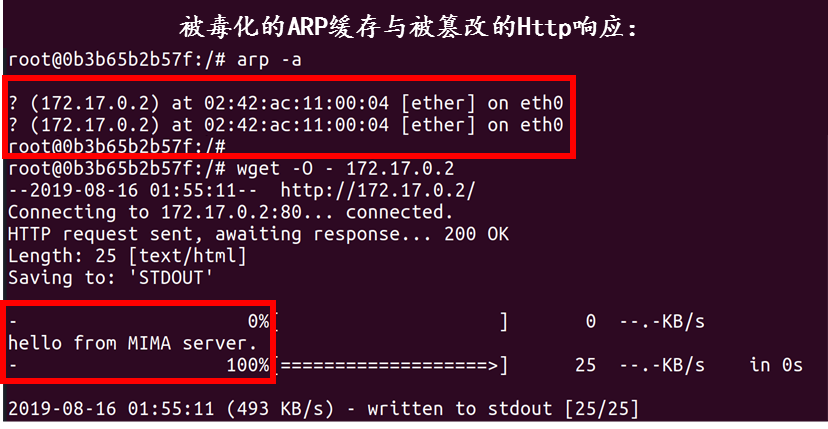 被毒化的ARP缓存与被篡改的Http响应:
root@0b3b65b2b57f:/# arp -a
? (172.17.0.2) at 02:42:ac:11:00:04 [ether] on eth0
? (172.17.0.2) at 02:42:ac:11:00:04 [ether] on eth0
root@0b3b65b2b57f:/#
root@0b3b65b2b57f:/# wget -O - 172.17.0.2
--2019-08-16 01:55:11--  http://172.17.0.2/
Connecting to 172.17.0.2:80... connected.
HTTP request sent, awaiting response... 200 OK
Length: 25 [text/html]
Saving to: 'STDOUT'
-                     0%[                    ]       0  --.-KB/s
hello from MIMA server.
-                   100%[===================>]      25  --.-KB/s    in 0s
2019-08-16 01:55:11 (493 KB/s) - written to stdout [25/25]